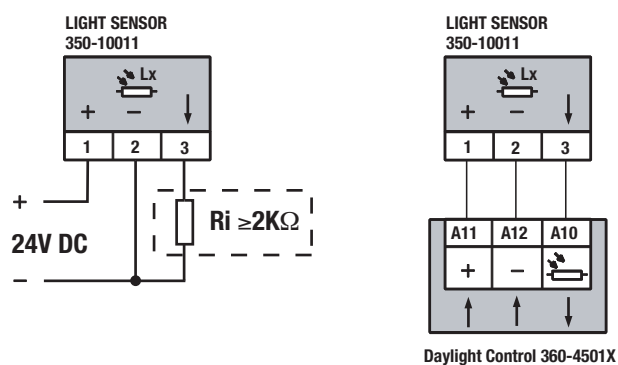 LIGHT SENSOR
350-10011
Lx
+ −
1 2 3
+
24V DC
−
Ri ≥2KΩ
LIGHT SENSOR
350-10011
Lx
+ −
1 2 3
A11 A12 A10
+ −
Daylight Control 360-4501X